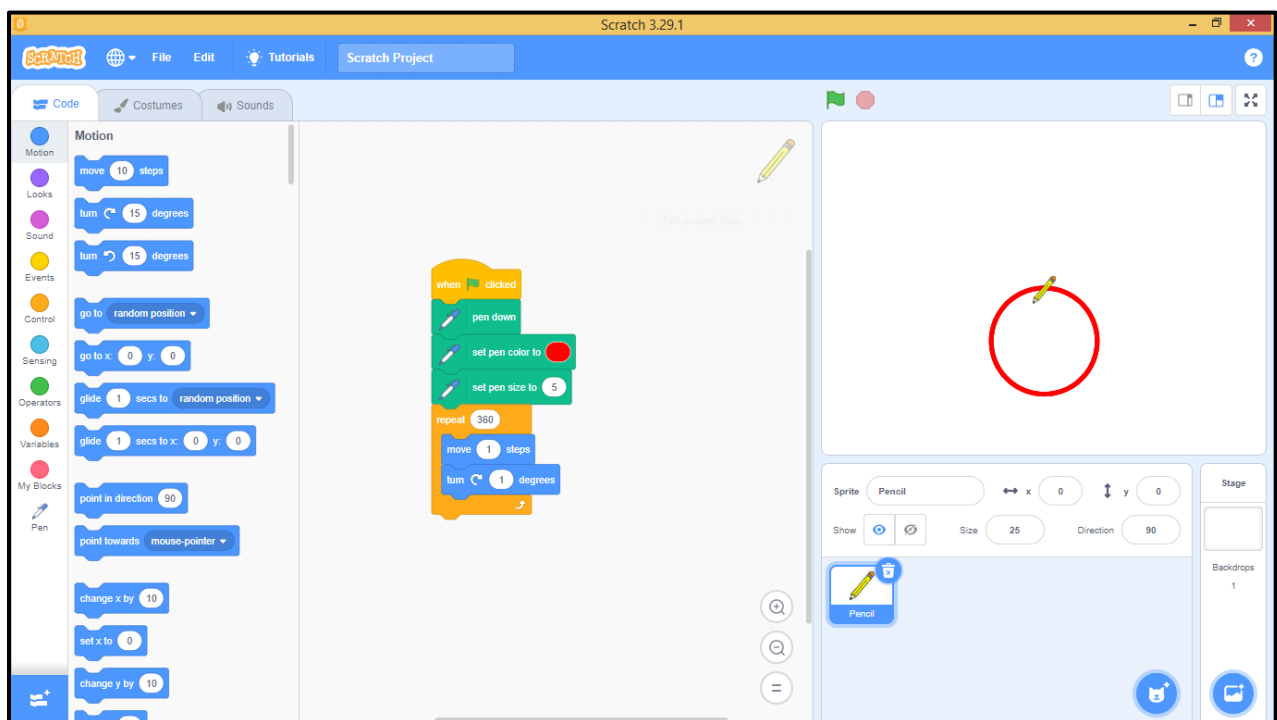 Scratch 3.29.1
SCRATCH File Edit Tutorials Scratch Project ?
Code Costumes Sounds
Motion
Looks
Sound
Events
Control
Sensing
Operators
Variables
My Blocks
Pen
Motion
move 10 steps
turn 15 degrees
turn 15 degrees
go to random position
go to x: 0 y: 0
glide 1 secs to random position
glide 1 secs to x: 0 y: 0
point in direction 90
point towards mouse-pointer
change x by 10
set x to 0
change y by 10
when clicked
pen down
set pen color to
set pen size to 5
repeat 360
move 1 steps
turn 1 degrees
Sprite Pencil x 0 y 0
Show Size 25 Direction 90
Pencil
Stage
Backdrops
1